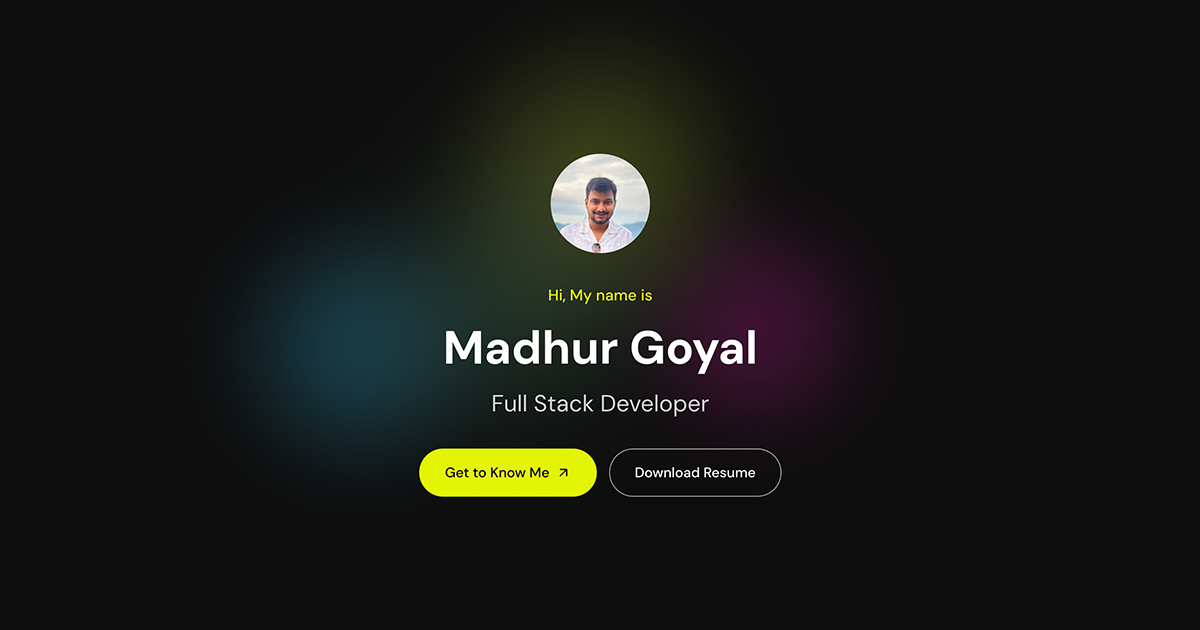 Hi, My name is
Madhur Goyal
Full Stack Developer
Get to Know Me
Download Resume